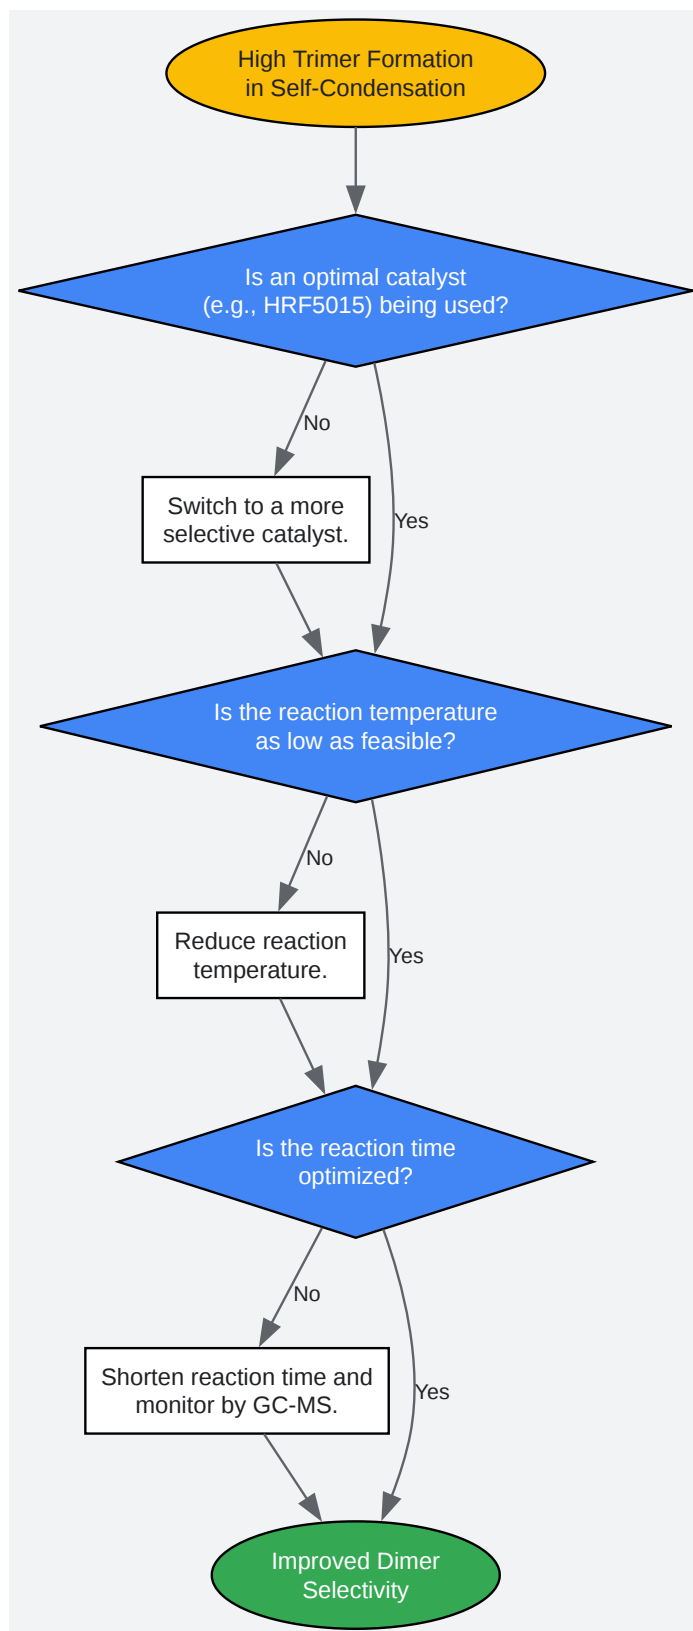 High Trimer Formation
in Self-Condensation
Is an optimal catalyst
(e.g., HRF5015) being used?
No
Switch to a more
selective catalyst.
Yes
Is the reaction temperature
as low as feasible?
No
Reduce reaction
temperature.
Yes
Is the reaction time
optimized?
No
Shorten reaction time and
monitor by GC-MS.
Yes
Improved Dimer
Selectivity